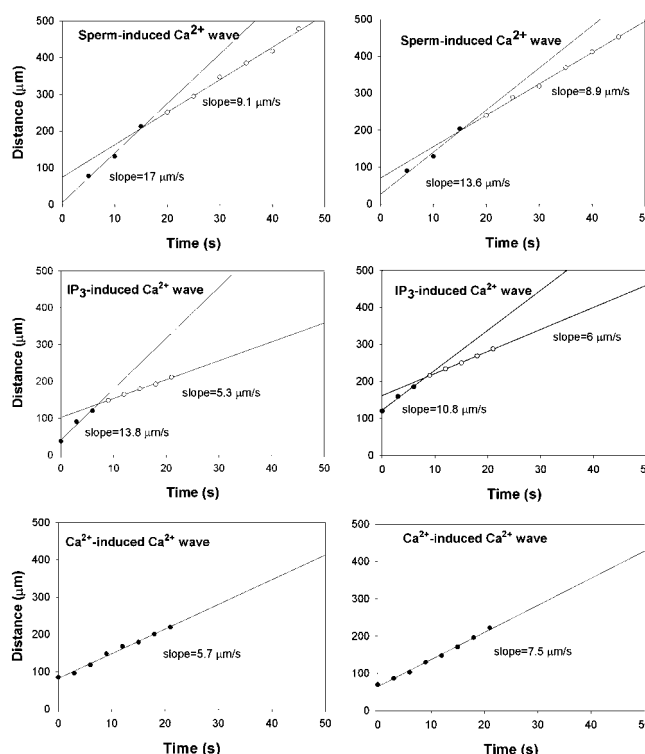 Sperm-induced Ca2+ wave
Distance (µm)
500
400
300
200
100
0
slope=9.1 µm/s
slope=17 µm/s
0 10 20 30 40 50
Time (s)
Sperm-induced Ca2+ wave
500
400
300
200
100
0
slope=8.9 µm/s
slope=13.6 µm/s
0 10 20 30 40 50
Time (s)
IP3-induced Ca2+ wave
Distance (µm)
500
400
300
200
100
0
slope=5.3 µm/s
slope=13.8 µm/s
0 10 20 30 40 50
Time (s)
IP3-induced Ca2+ wave
500
400
300
200
100
0
slope=6 µm/s
slope=10.8 µm/s
0 10 20 30 40 50
Time (s)
Ca2+-induced Ca2+ wave
Distance (µm)
500
400
300
200
100
0
slope=5.7 µm/s
0 10 20 30 40 50
Time (s)
Ca2+-induced Ca2+ wave
500
400
300
200
100
0
slope=7.5 µm/s
0 10 20 30 40 50
Time (s)